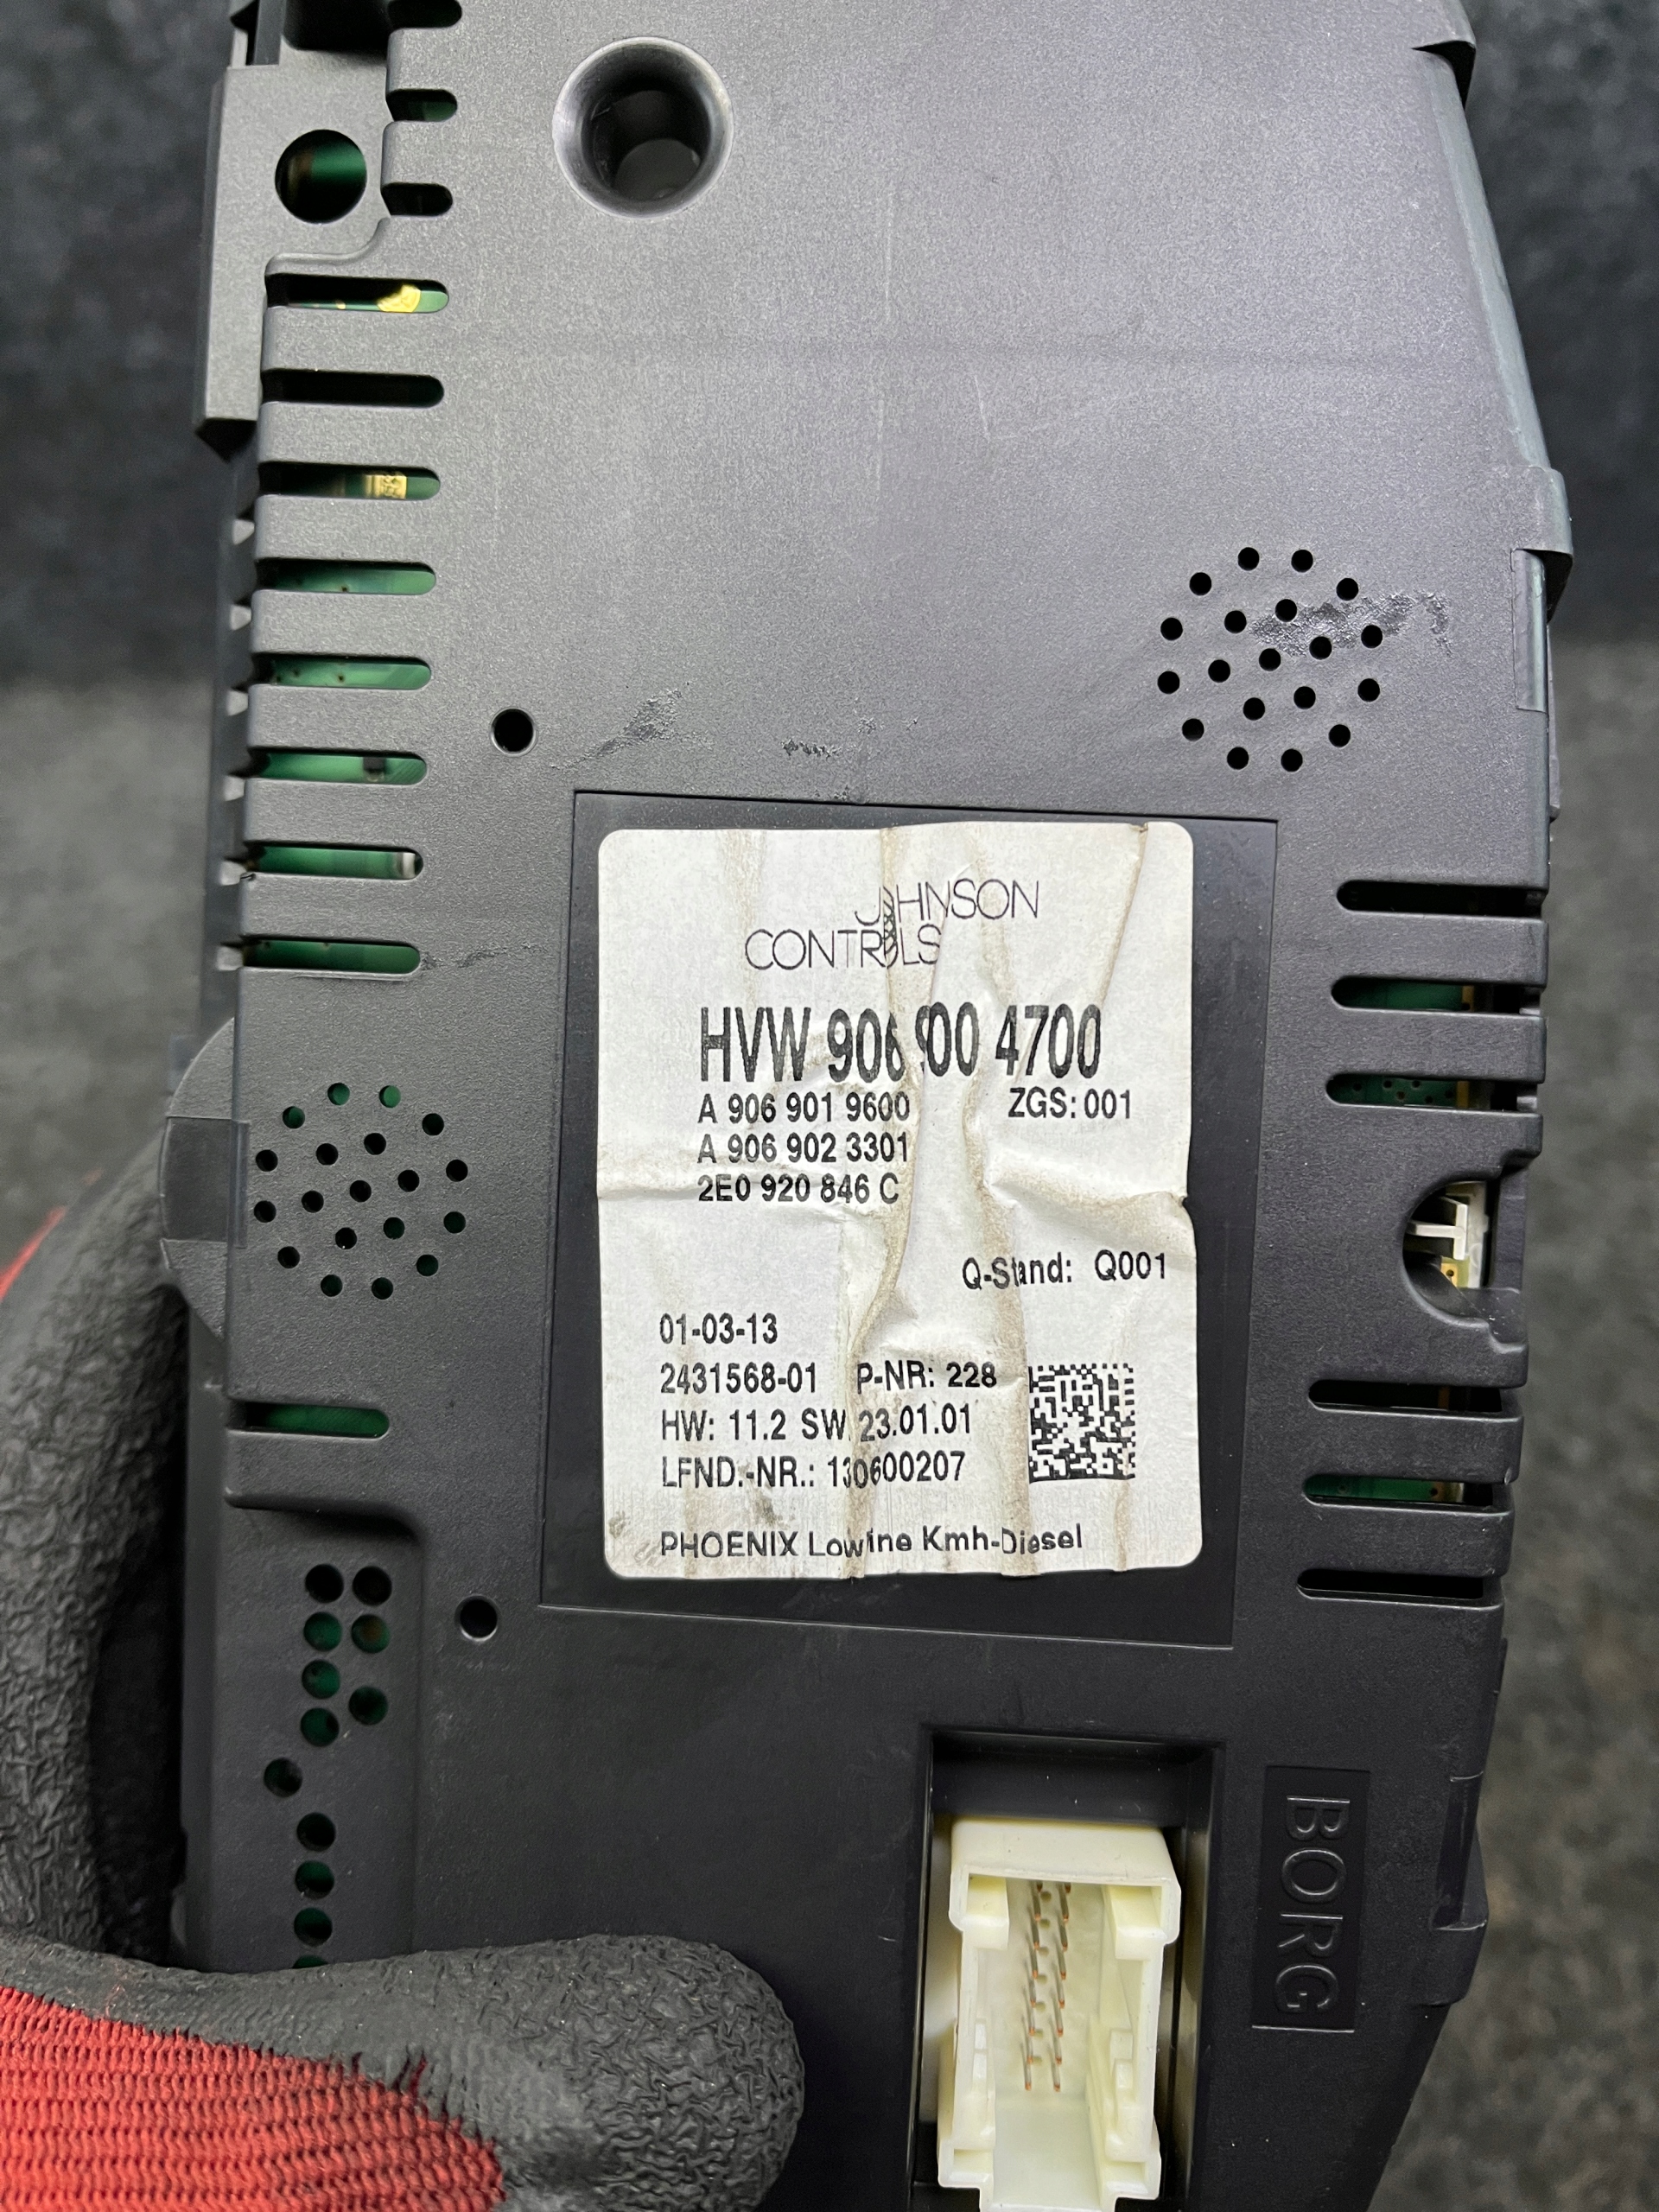 JOHNSON
CONTROLS
HVW 906 900 4700
A 906 901 9600 ZGS: 001
A 906 902 3301
2E0 920 846 C
Q-Stand: Q001
01-03-13
2431568-01 P-NR: 228
HW: 11.2 SW 23.01.01
LFND.-NR.: 130600207
PHOENIX Lowline Kmh-Diesel
BORG